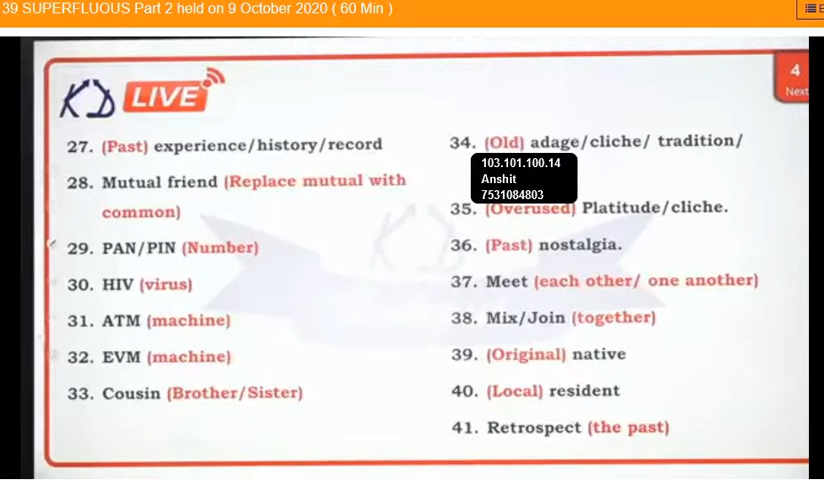 39 SUPERFLUOUS Part 2 held on 9 October 2020 ( 60 Min )
KD LIVE
4
Next
27. (Past) experience/history/record
28. Mutual friend (Replace mutual with
common)
29. PAN/PIN (Number)
30. HIV (virus)
31. ATM (machine)
32. EVM (machine)
33. Cousin (Brother/Sister)
34. (Old) adage/cliche/ tradition/
103.101.100.14
Anshit
7531084803
35. (Overused) Platitude/cliche.
36. (Past) nostalgia.
37. Meet (each other/ one another)
38. Mix/Join (together)
39. (Original) native
40. (Local) resident
41. Retrospect (the past)